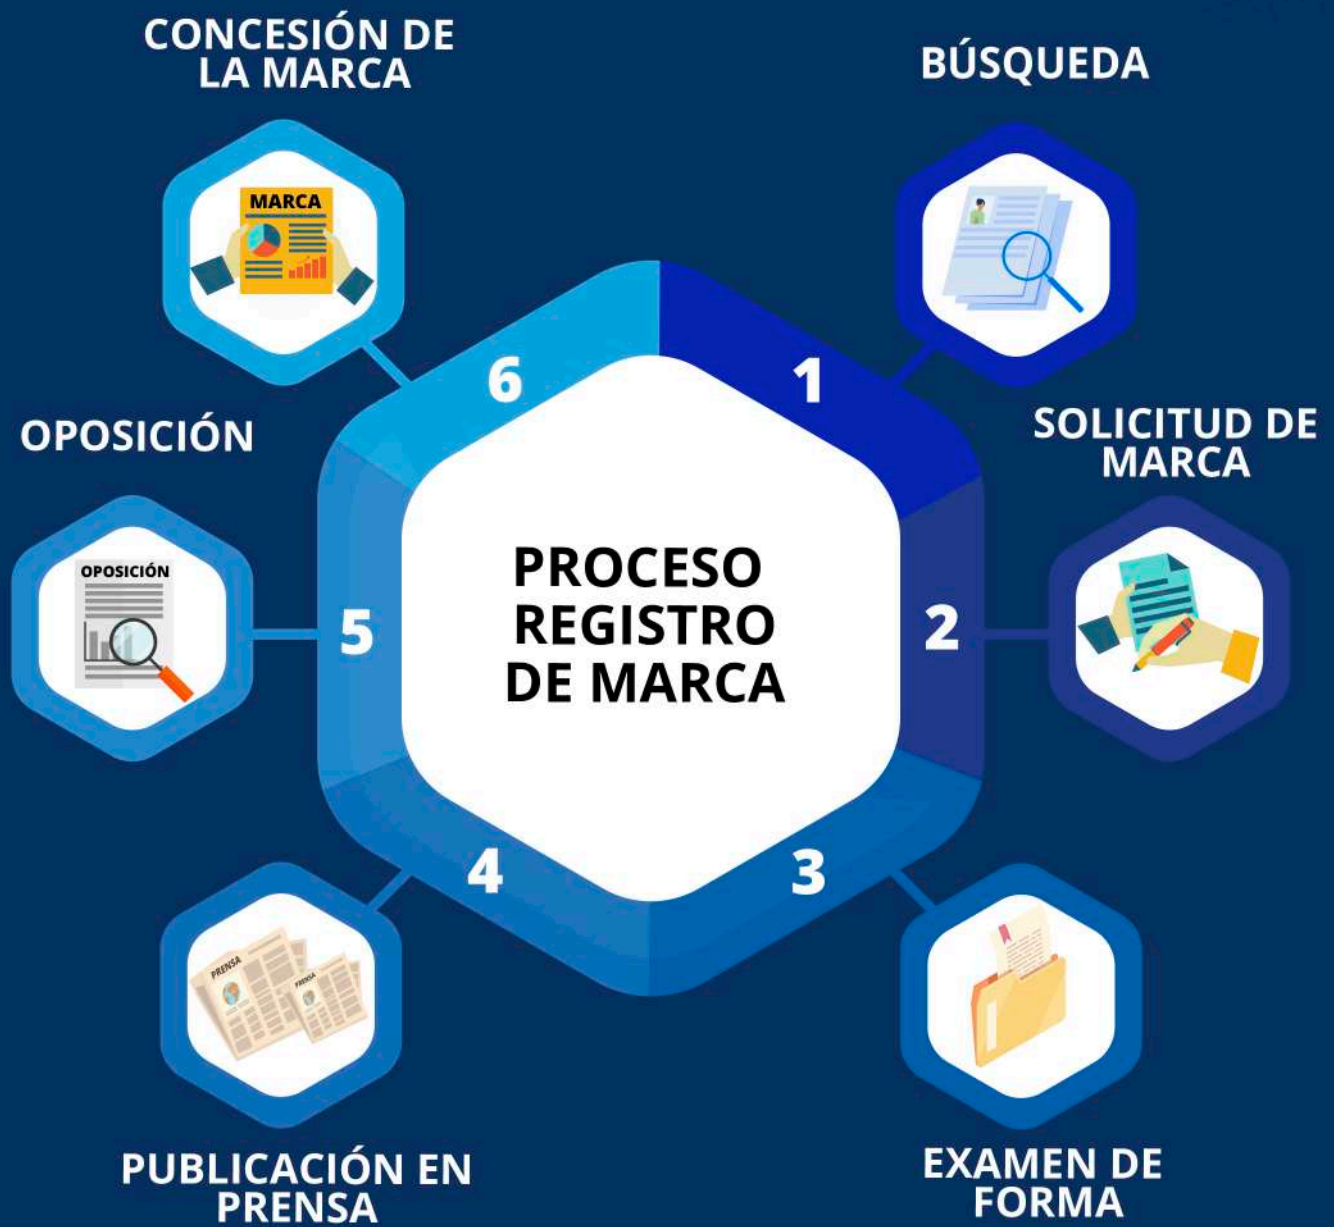 CONCESIÓN DE
LA MARCA
BÚSQUEDA
MARCA
6
1
OPOSICIÓN
SOLICITUD DE
MARCA
OPOSICIÓN
5
PROCESO
REGISTRO
DE MARCA
2
4
3
PRENSA
PRENSA
PUBLICACIÓN EN
PRENSA
EXAMEN DE
FORMA